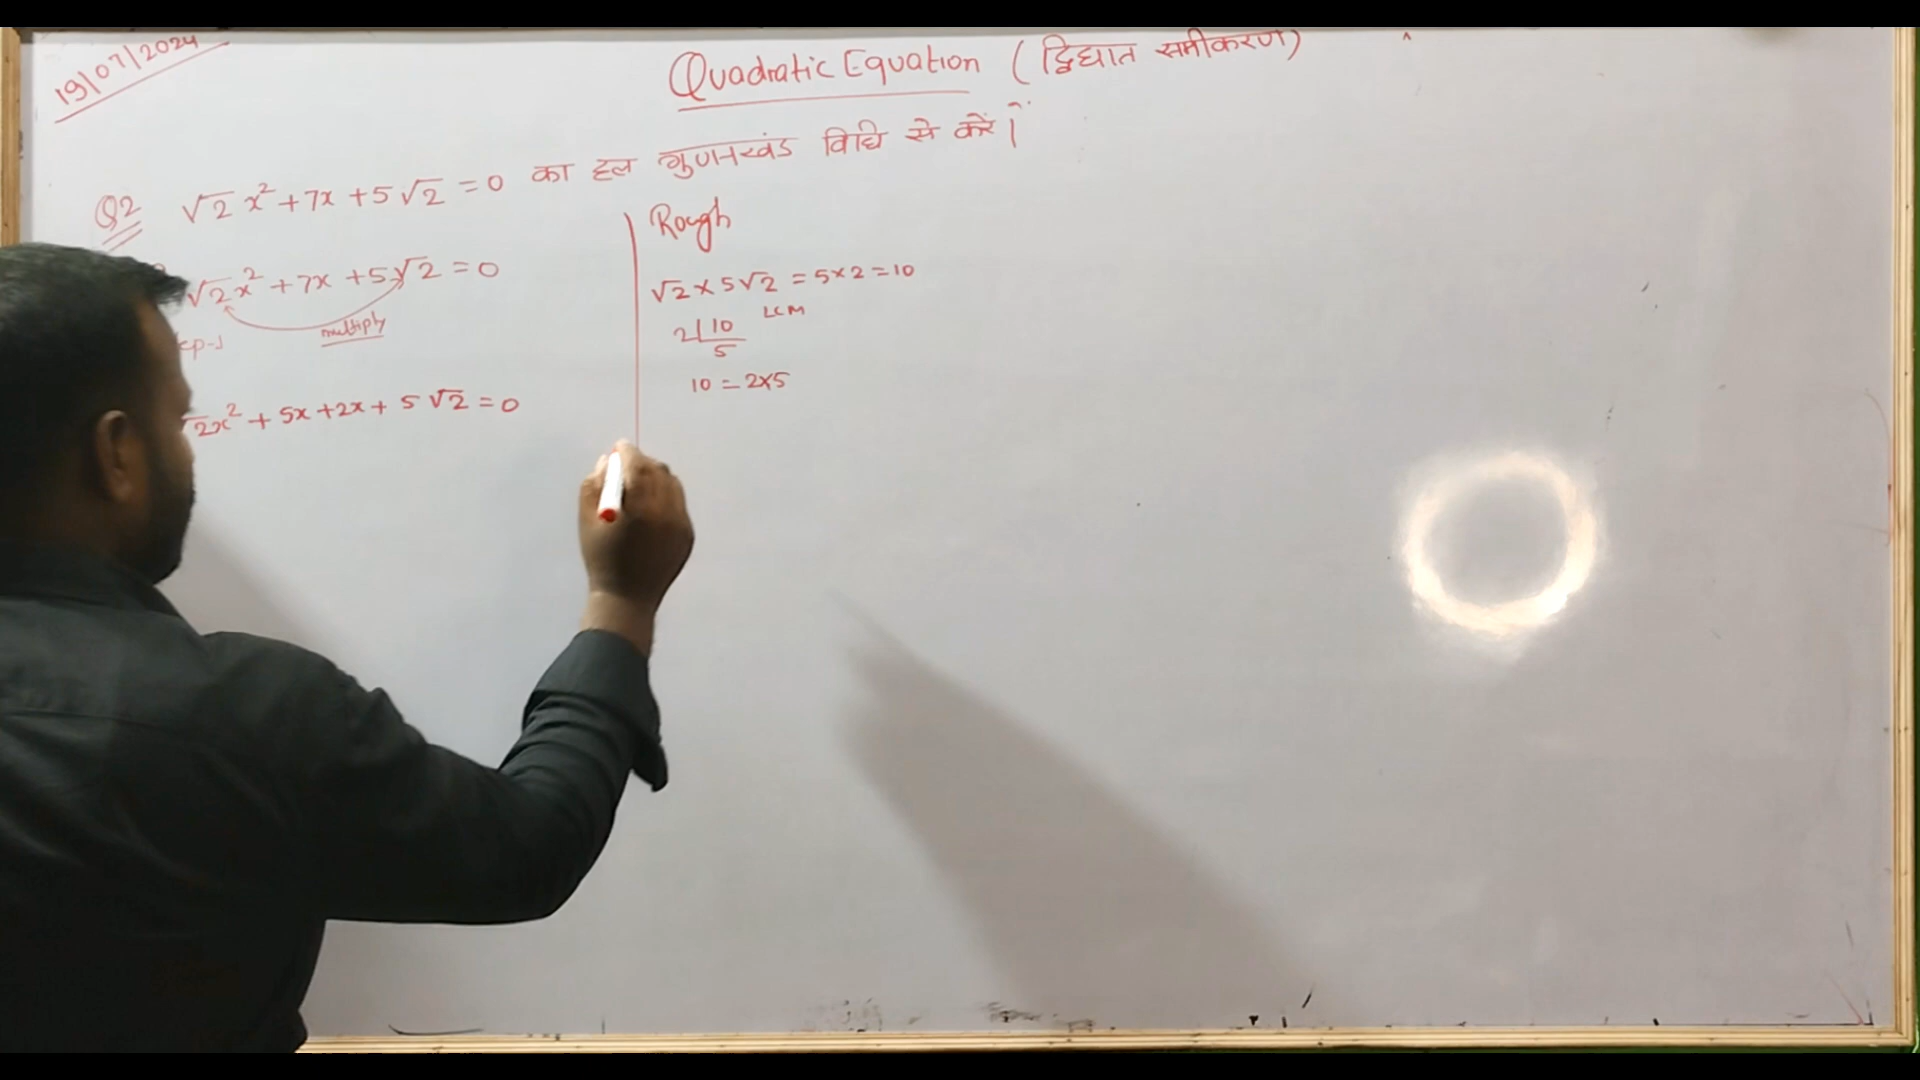 19/07/2024
Quadratic Equation (द्विघात समीकरण)
Q2 √2 x² + 7x + 5√2 = 0 का हल गुणनखंड विधि से करें।
√2x² + 7x + 5√2 = 0
multiply
ep-1
2x² + 5x + 2x + 5√2 = 0
Rough
√2 × 5√2 = 5×2 = 10
LCM
2|10
5
10 = 2×5